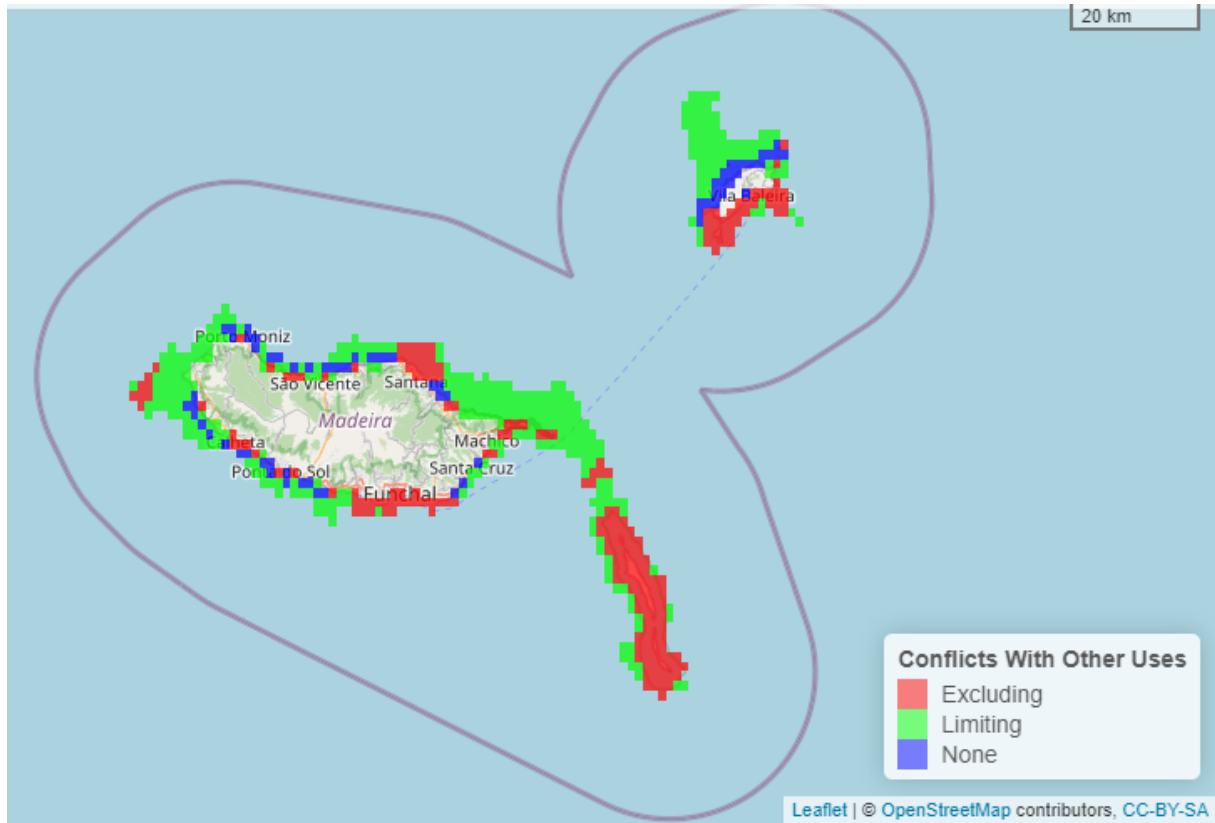 20 km
Vila Baleira
Porto Moniz
São Vicente
Santana
Madeira
Calheta
Machico
Ponta do Sol
Santa Cruz
Funchal
Conflicts With Other Uses
Excluding
Limiting
None
Leaflet | © OpenStreetMap contributors, CC-BY-SA